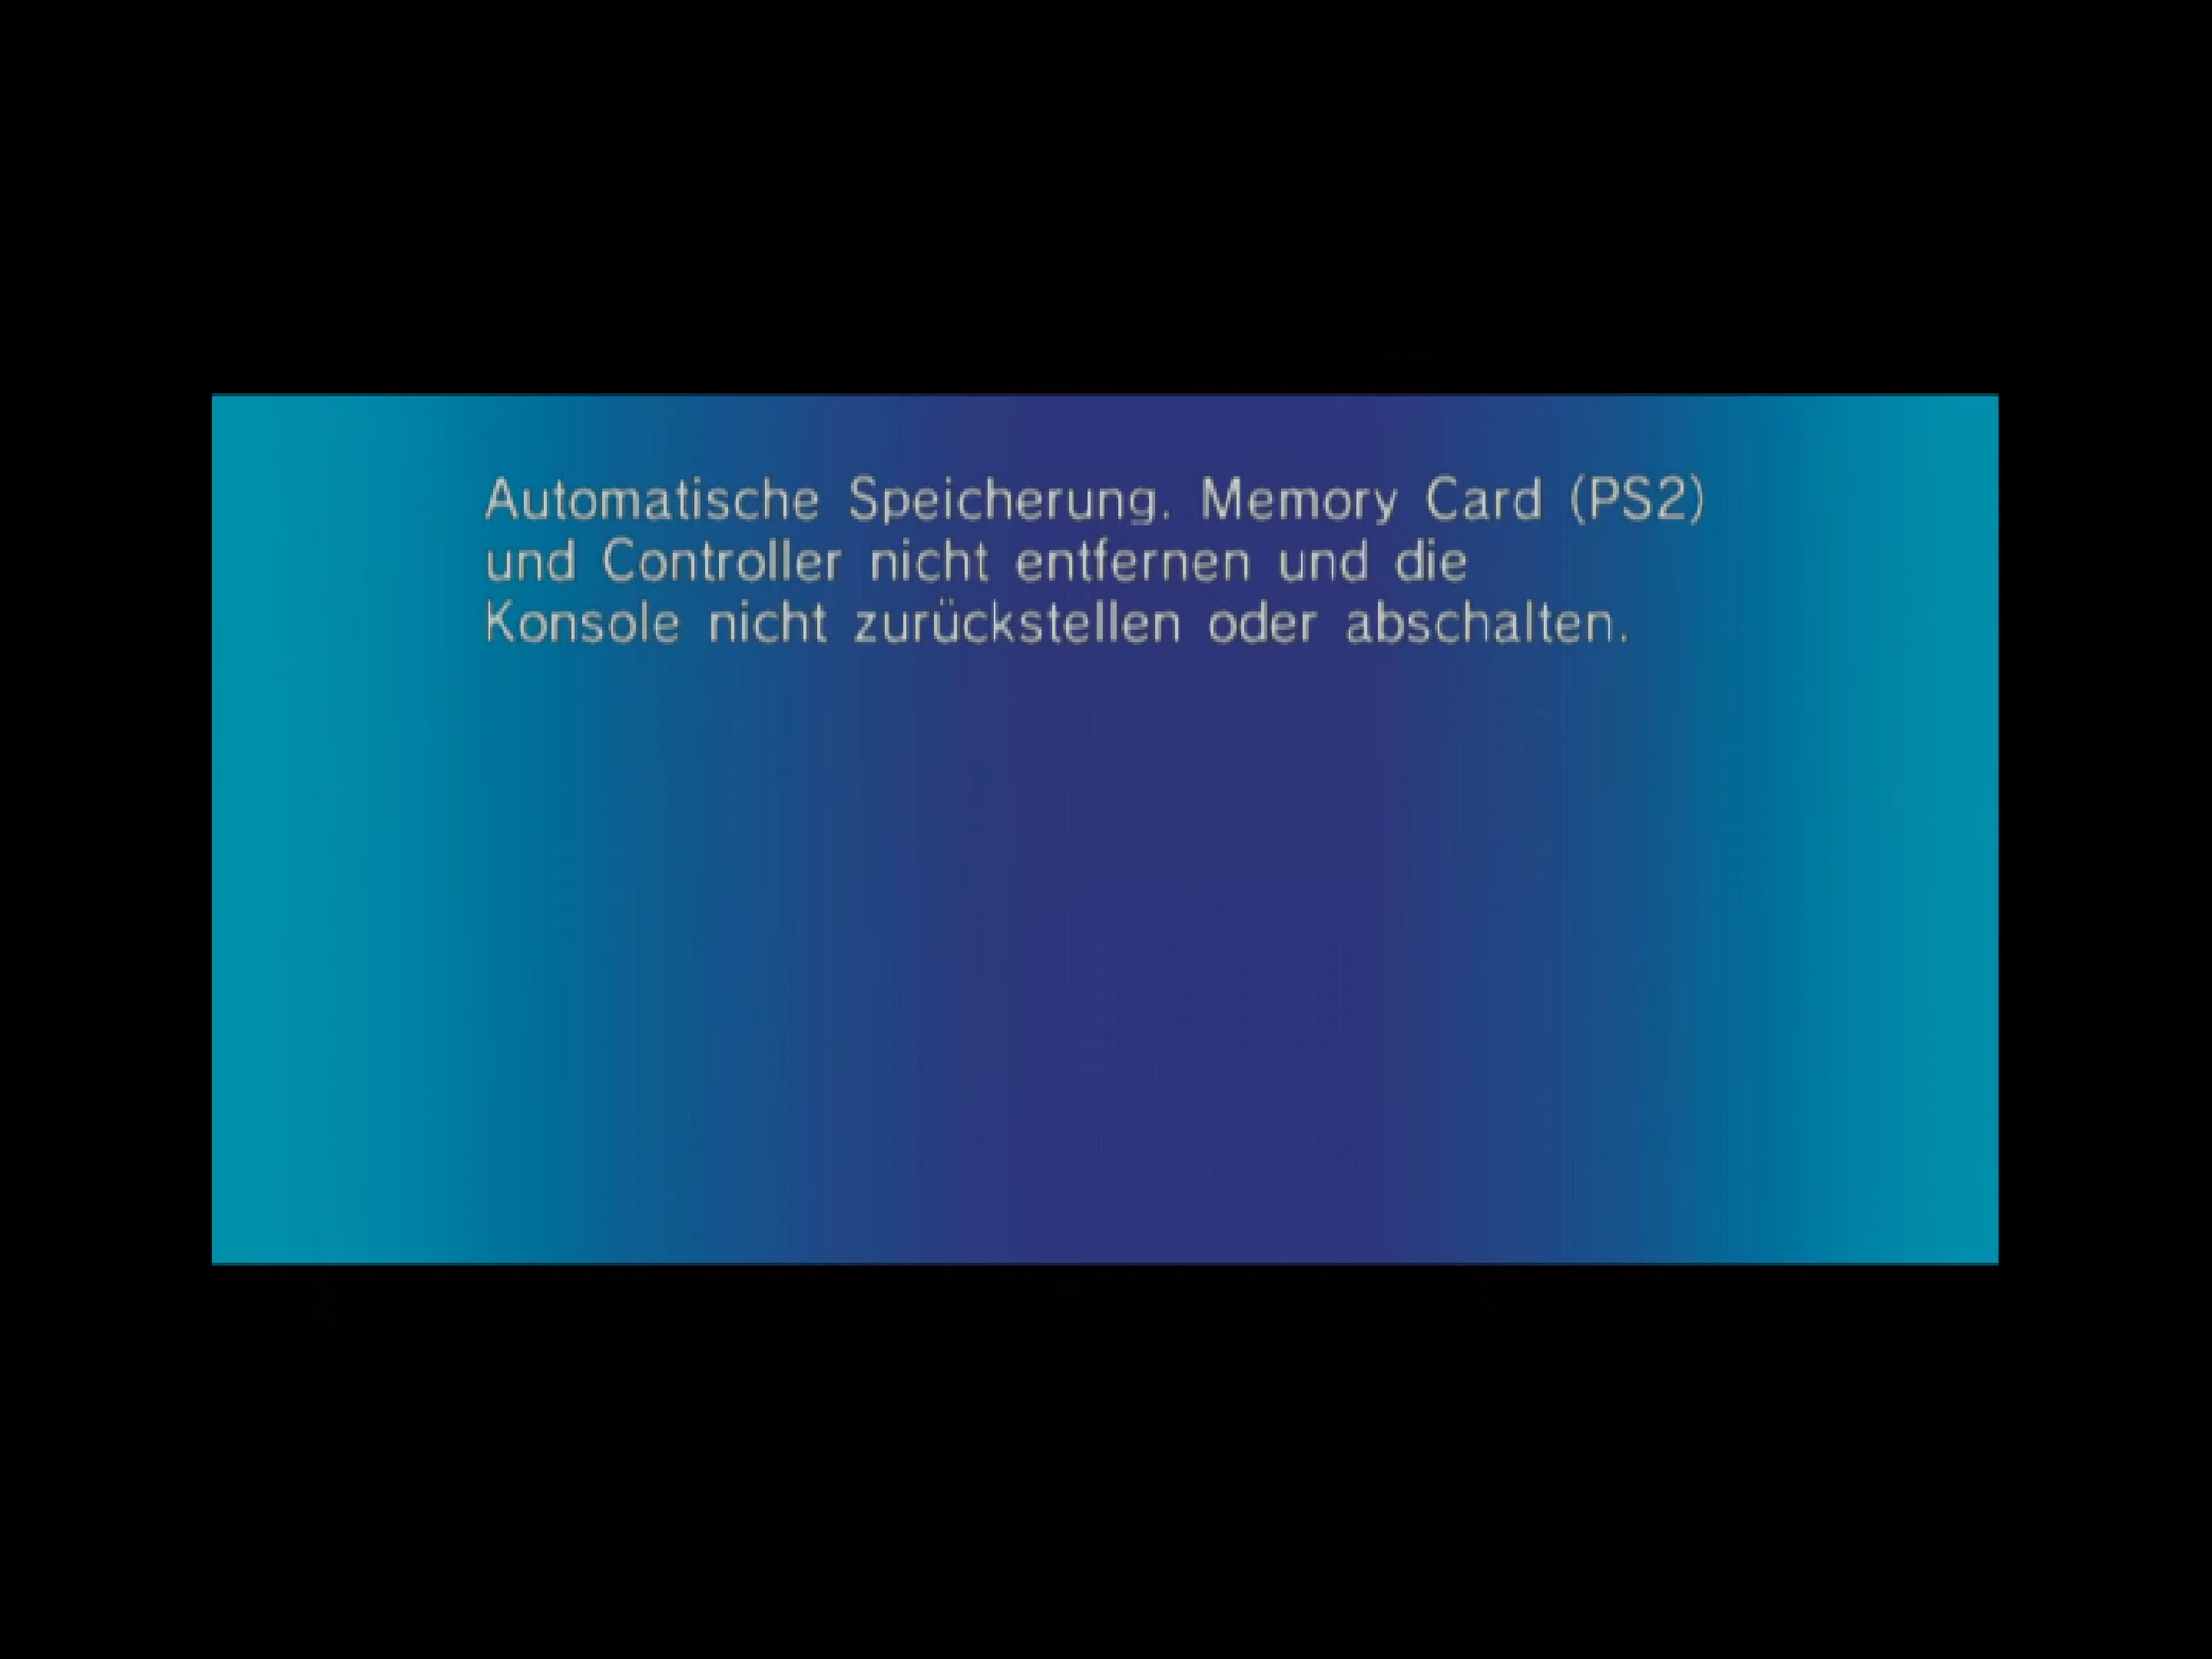 Automatische Speicherung. Memory Card (PS2)
und Controller nicht entfernen und die
Konsole nicht zurückstellen oder abschalten.